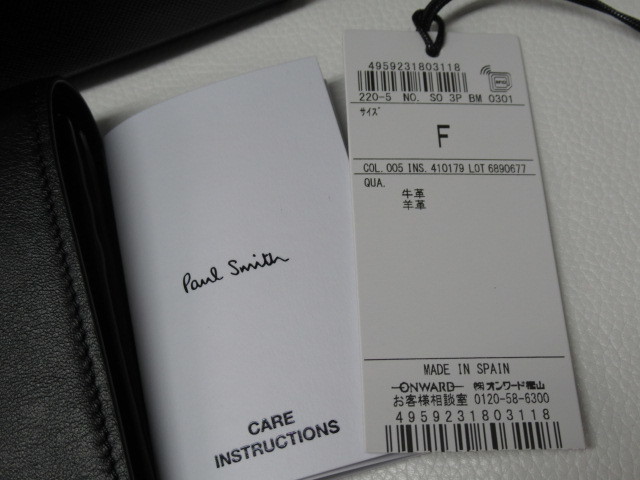 Paul Smith
CARE
INSTRUCTIONS
4959231803118
220-5 NO. SO 3P BM 0301
サイズ
F
COL. 005 INS. 410179 LOT 6890677
QUA.
牛革
羊革
MADE IN SPAIN
ONWARD ㈱オンワード樫山
お客様相談室 0120-58-6300
4959231803118